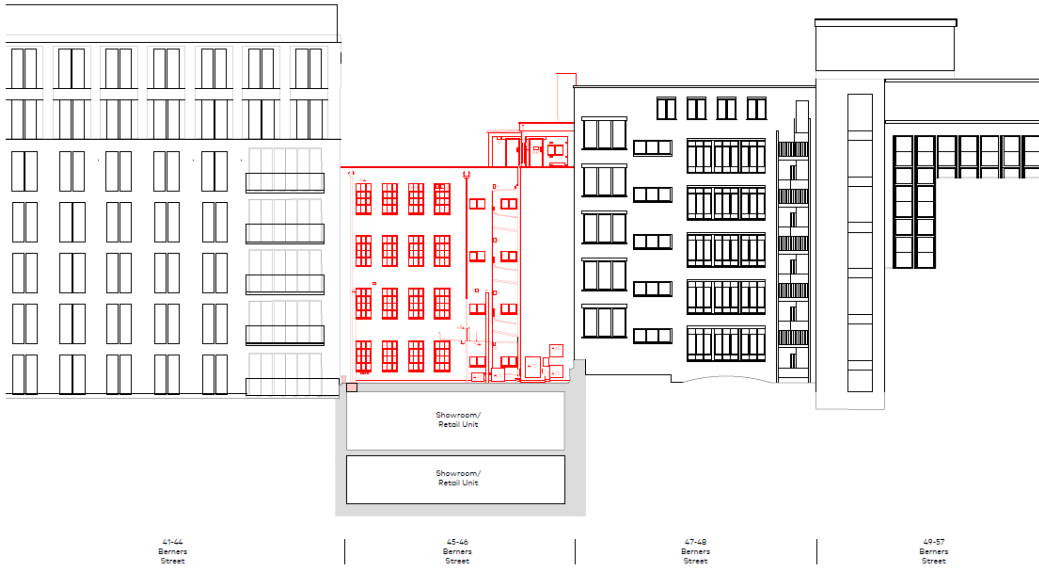 Showroom/
Retail Unit
Showroom/
Retail Unit
41-44
Berners
Street
45-46
Berners
Street
47-48
Berners
Street
49-57
Berners
Street